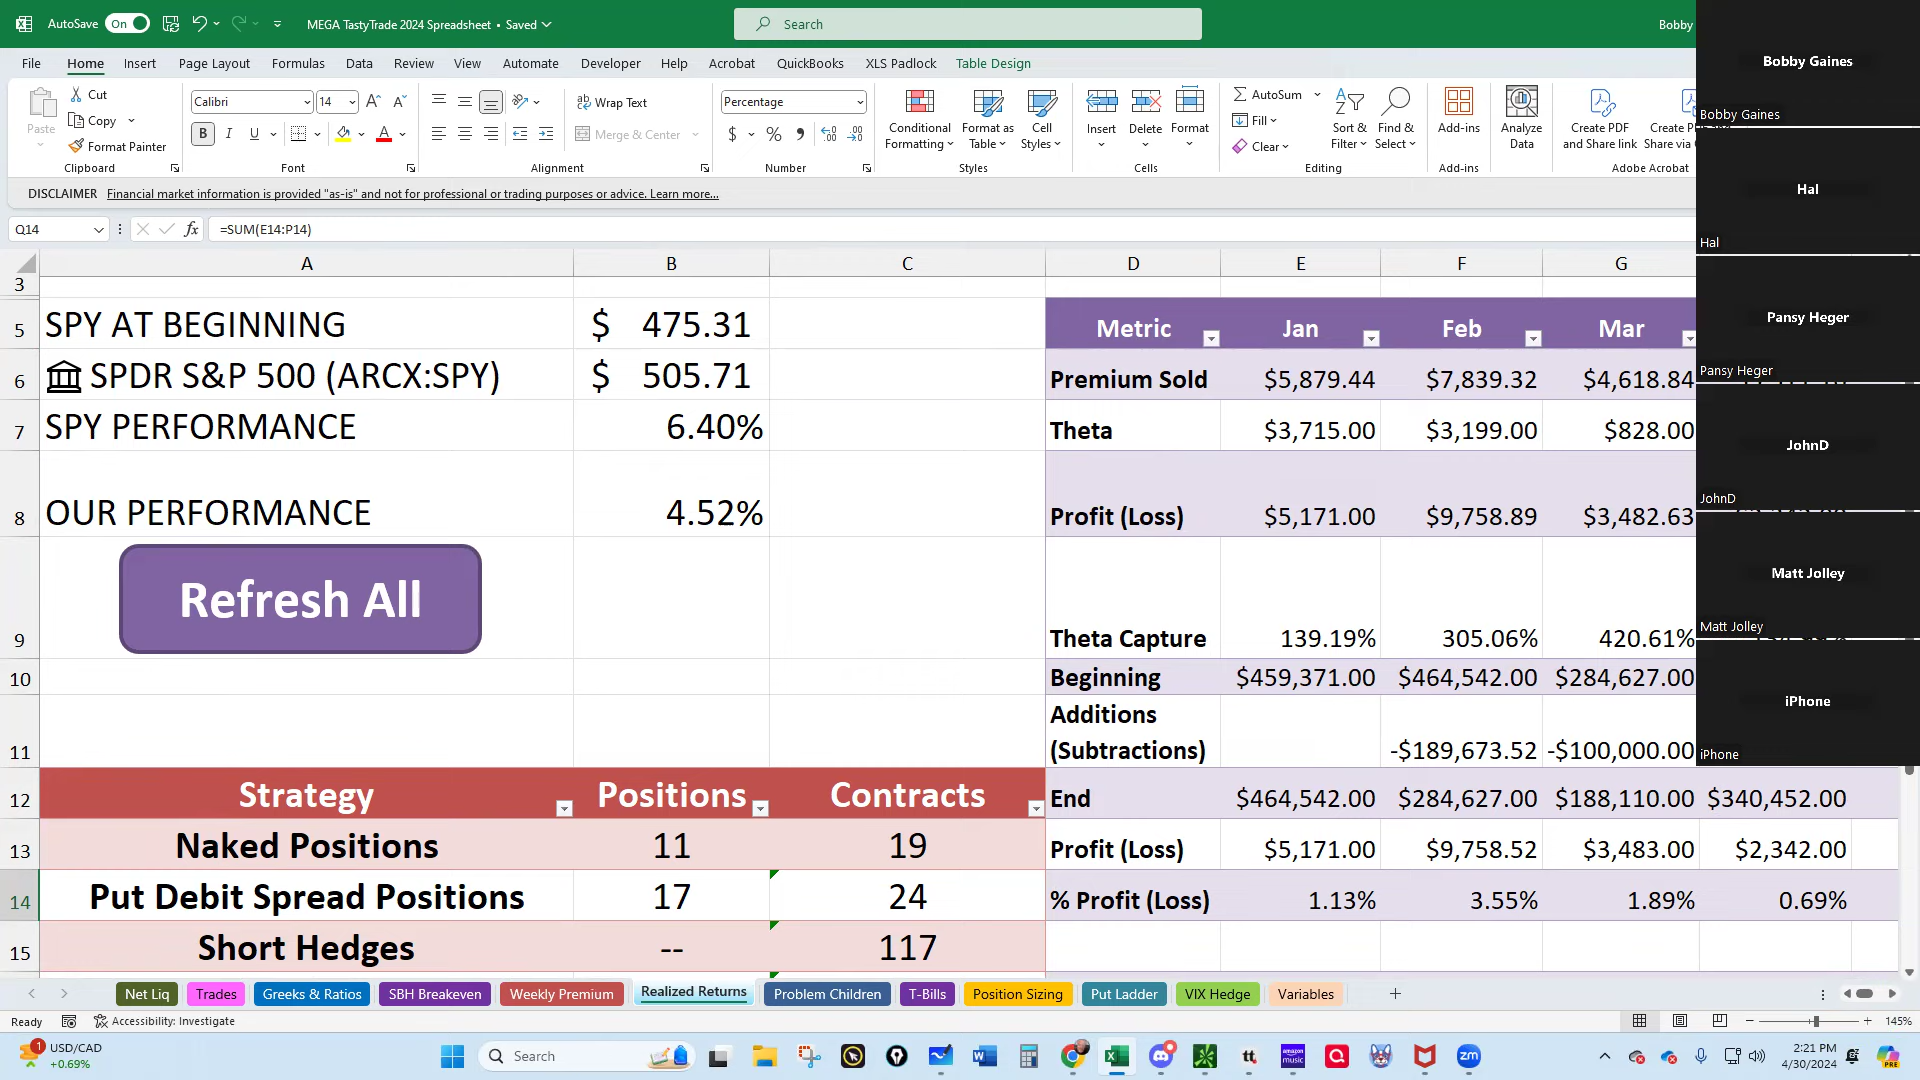 AutoSave On MEGA TastyTrade 2024 Spreadsheet • Saved Search Bobby
File Home Insert Page Layout Formulas Data Review View Automate Developer Help Acrobat QuickBooks XLS Padlock Table Design
Paste
Cut
Copy
Format Painter
Clipboard
Calibri 14
B I U
Font
Wrap Text
Merge & Center
Alignment
Percentage
$ % ,
Number
Conditional Formatting
Format as Table
Cell Styles
Styles
Insert Delete Format
Cells
AutoSum
Fill
Clear
Sort & Filter
Find & Select
Editing
Add-ins
Add-ins
Analyze Data
Create PDF and Share link
Adobe Acrobat
DISCLAIMER Financial market information is provided "as-is" and not for professional or trading purposes or advice. Learn more...
Q14 fx =SUM(E14:P14)
A B C D E F G
3
5 SPY AT BEGINNING $ 475.31 Metric Jan Feb Mar
6 SPDR S&P 500 (ARCX:SPY) $ 505.71 Premium Sold $5,879.44 $7,839.32 $4,618.84
7 SPY PERFORMANCE 6.40% Theta $3,715.00 $3,199.00 $828.00
8 OUR PERFORMANCE 4.52% Profit (Loss) $5,171.00 $9,758.89 $3,482.63
Refresh All
9 Theta Capture 139.19% 305.06% 420.61%
10 Beginning $459,371.00 $464,542.00 $284,627.00
11 Additions
(Subtractions) -$189,673.52 -$100,000.00
12 Strategy Positions Contracts End $464,542.00 $284,627.00 $188,110.00 $340,452.00
13 Naked Positions 11 19 Profit (Loss) $5,171.00 $9,758.52 $3,483.00 $2,342.00
14 Put Debit Spread Positions 17 24 % Profit (Loss) 1.13% 3.55% 1.89% 0.69%
15 Short Hedges -- 117
Bobby Gaines
Bobby Gaines
Hal
Hal
Pansy Heger
Pansy Heger
JohnD
JohnD
Matt Jolley
Matt Jolley
iPhone
iPhone
Net Liq Trades Greeks & Ratios SBH Breakeven Weekly Premium Realized Returns Problem Children T-Bills Position Sizing Put Ladder VIX Hedge Variables
Ready Accessibility: Investigate 145%
1 USD/CAD
+0.69%
Search
amazon music
tt
zm
2:21 PM
4/30/2024
PRE